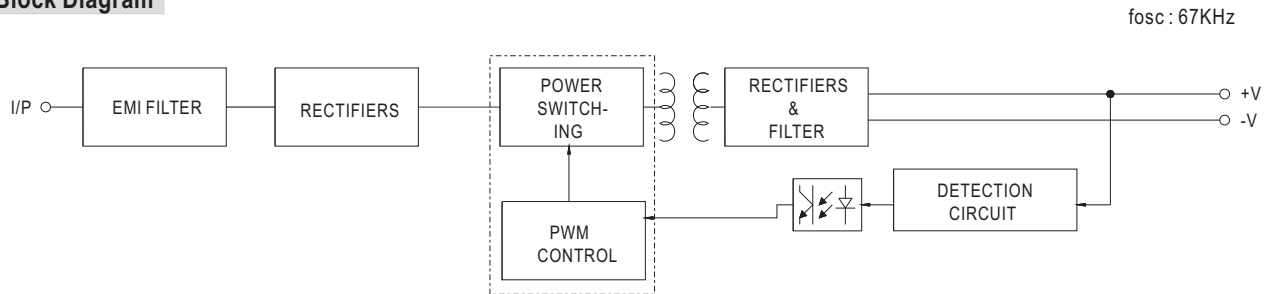 Block Diagram
fosc : 67KHz
I/P
EMI FILTER
RECTIFIERS
POWER
SWITCH-
ING
RECTIFIERS
&
FILTER
+V
-V
DETECTION
CIRCUIT
PWM
CONTROL